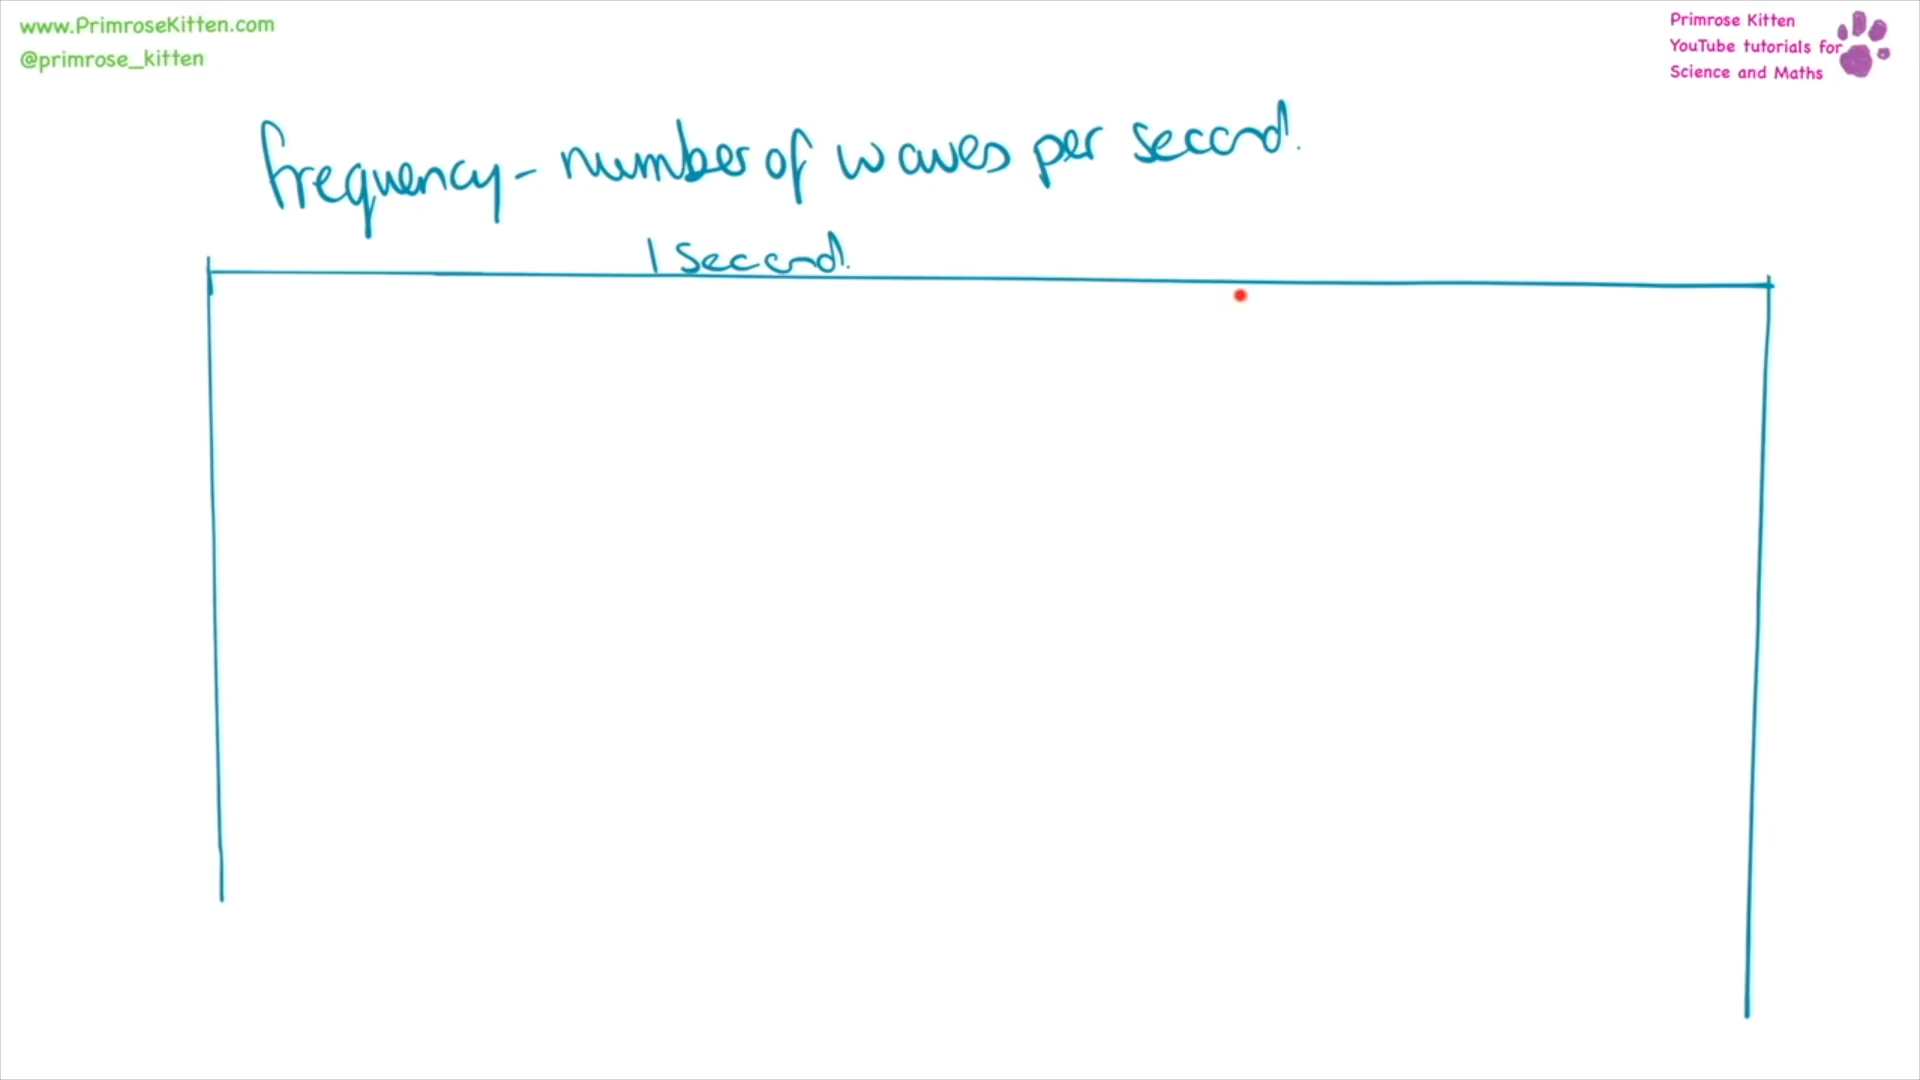 www.PrimroseKitten.com
@primrose_kitten
Primrose Kitten
YouTube tutorials for
Science and Maths
frequency - number of waves per second.
1 second.